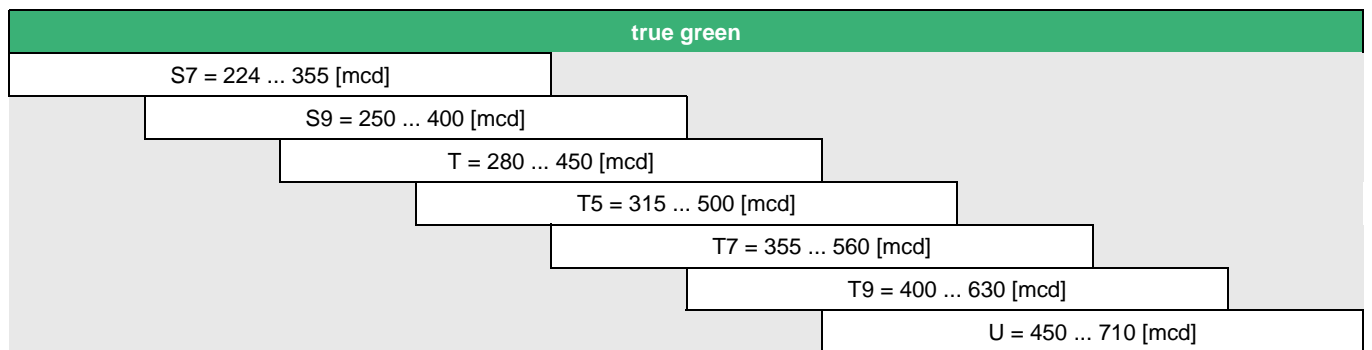 true green
S7 = 224 ... 355 [mcd]
S9 = 250 ... 400 [mcd]
T = 280 ... 450 [mcd]
T5 = 315 ... 500 [mcd]
T7 = 355 ... 560 [mcd]
T9 = 400 ... 630 [mcd]
U = 450 ... 710 [mcd]